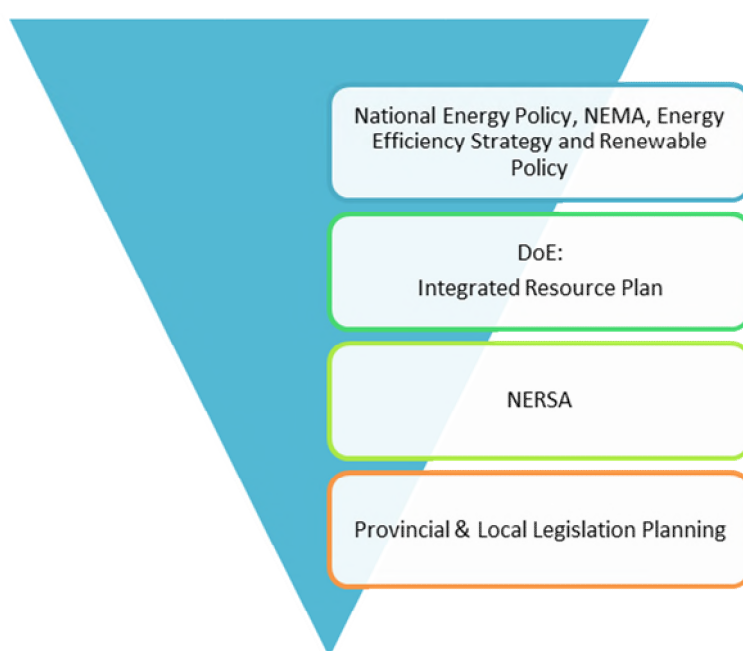 National Energy Policy, NEMA, Energy
Efficiency Strategy and Renewable
Policy
DoE:
Integrated Resource Plan
NERSA
Provincial & Local Legislation Planning